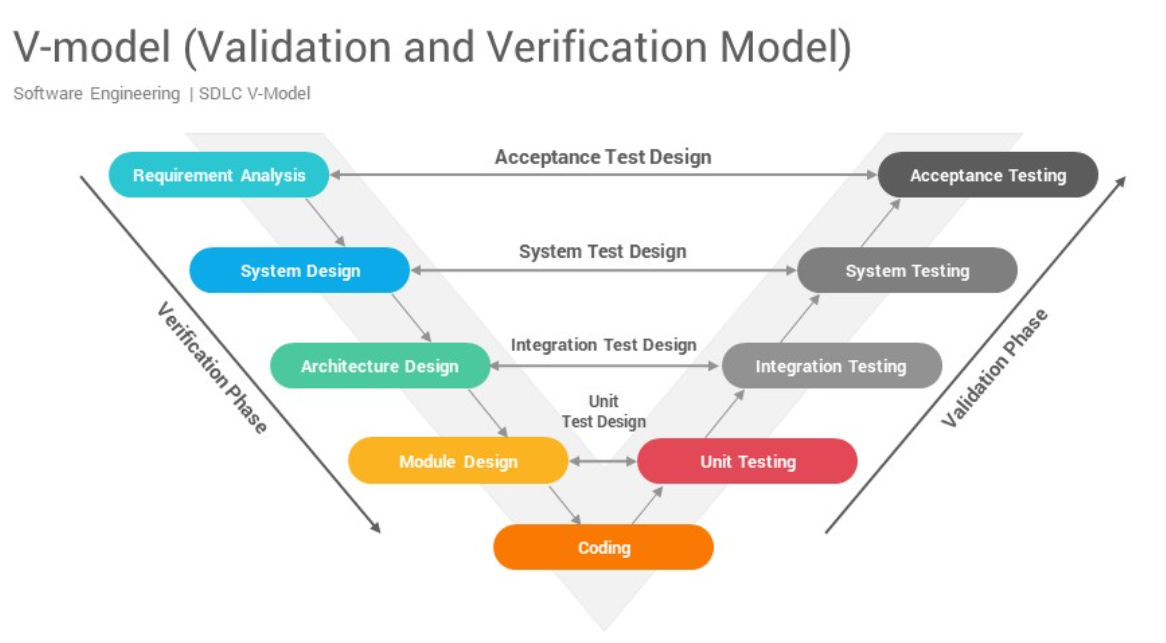 V-model (Validation and Verification Model)
Software Engineering | SDLC V-Model
Acceptance Test Design
Requirement Analysis
Acceptance Testing
System Test Design
System Design
System Testing
Verification Phase
Validation Phase
Integration Test Design
Architecture Design
Integration Testing
Unit
Test Design
Module Design
Unit Testing
Coding